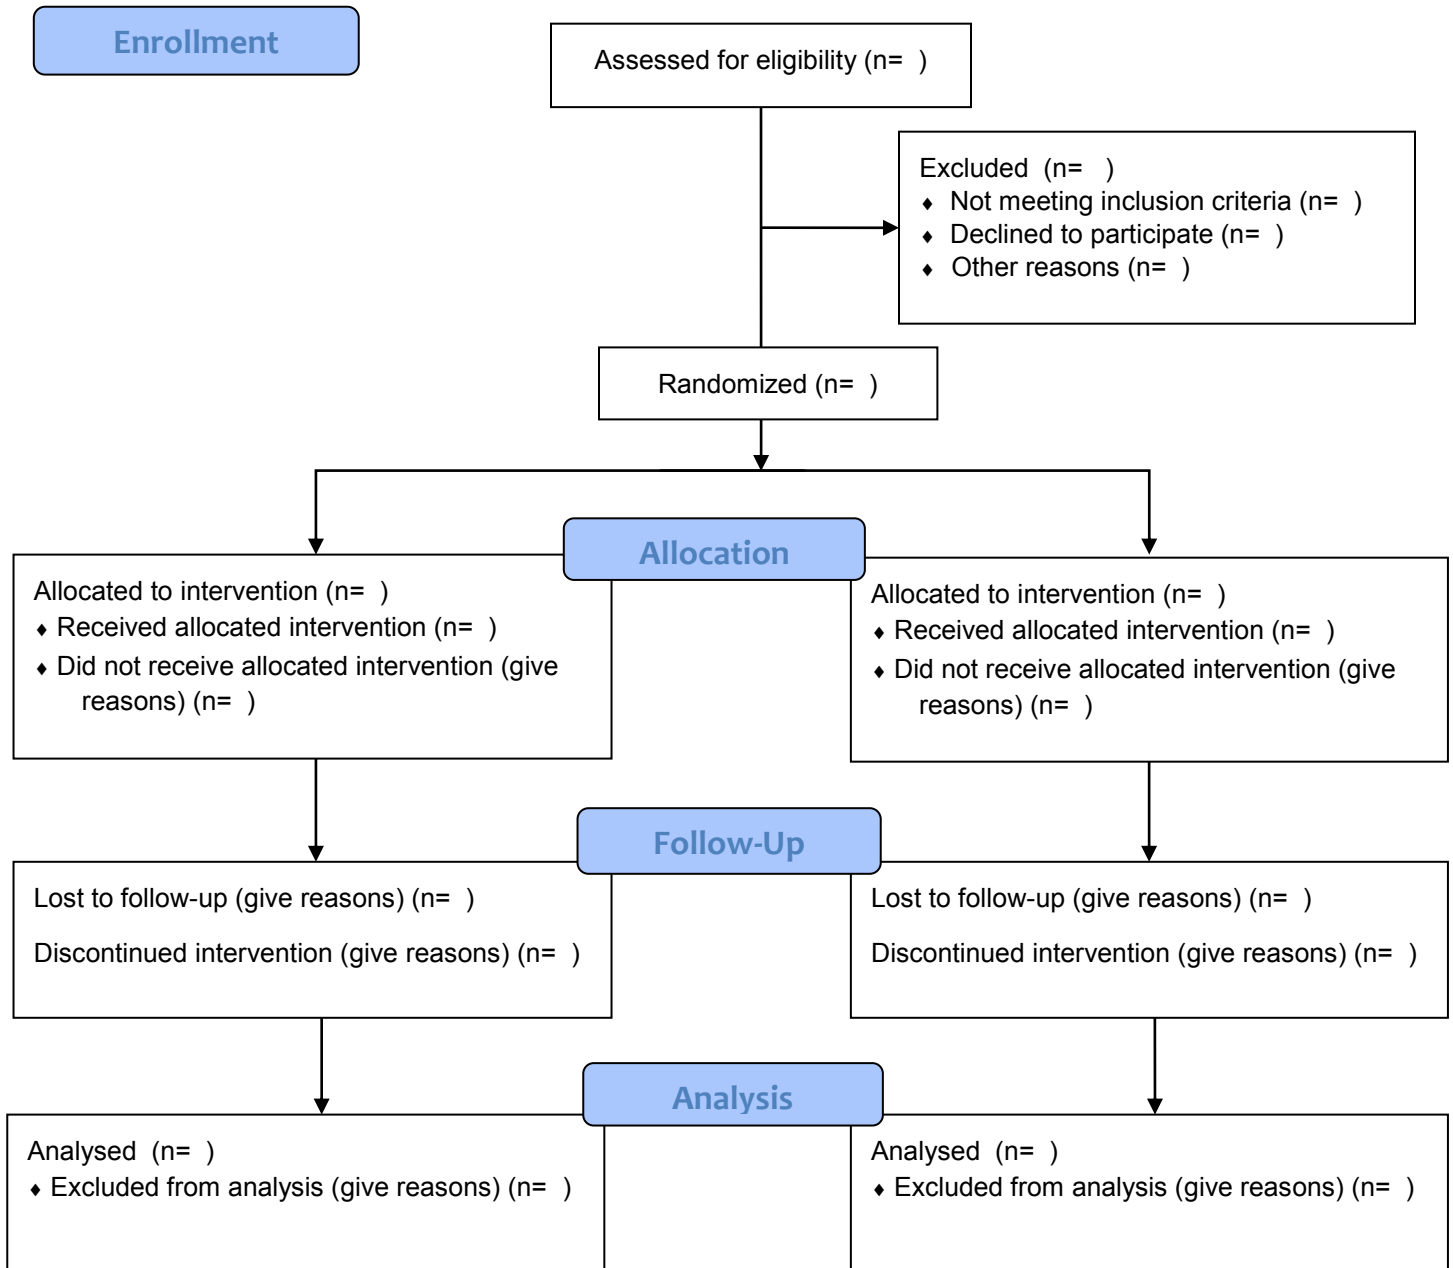 Enrollment
Assessed for eligibility (n=  )
Excluded  (n=   )
♦ Not meeting inclusion criteria (n=  )
♦ Declined to participate (n=  )
♦ Other reasons (n=  )
Randomized (n=  )
Allocation
Allocated to intervention (n=  )
♦ Received allocated intervention (n=  )
♦ Did not receive allocated intervention (give
reasons) (n=  )
Allocated to intervention (n=  )
♦ Received allocated intervention (n=  )
♦ Did not receive allocated intervention (give
reasons) (n=  )
Follow-Up
Lost to follow-up (give reasons) (n=  )
Discontinued intervention (give reasons) (n=  )
Lost to follow-up (give reasons) (n=  )
Discontinued intervention (give reasons) (n=  )
Analysis
Analysed  (n=  )
♦ Excluded from analysis (give reasons) (n=  )
Analysed  (n=  )
♦ Excluded from analysis (give reasons) (n=  )